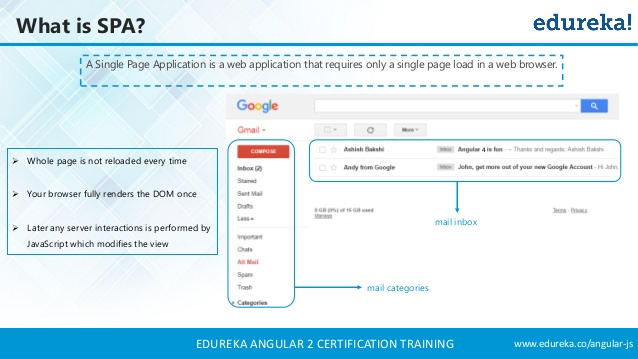 What is SPA?
edureka!
A Single Page Application is a web application that requires only a single page load in a web browser.
➢ Whole page is not reloaded every time
➢ Your browser fully renders the DOM once
➢ Later any server interactions is performed by
JavaScript which modifies the view
Google
Gmail
More
COMPOSE
Inbox (2)
Starred
Sent Mail
Drafts
Less
Important
Chats
All Mail
Spam
Trash
Categories
Ashish Bakshi Inbox Angular 4 is fun - Thanks and regards, Ashish Bakshi
Andy from Google Inbox John, get more out of your new Google Account - Hi John,
0 GB (0%) of 15 GB used
Manage
Terms - Privacy
mail inbox
mail categories
EDUREKA ANGULAR 2 CERTIFICATION TRAINING
www.edureka.co/angular-js